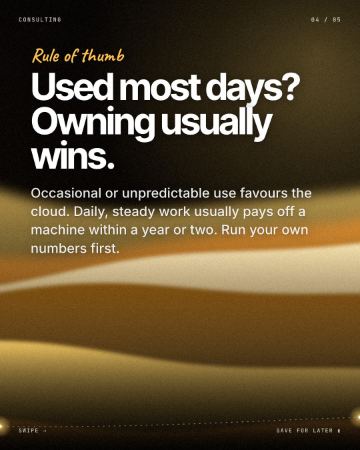 CONSULTING
04 / 05
Rule of thumb
Used most days?
Owning usually
wins.
Occasional or unpredictable use favours the
cloud. Daily, steady work usually pays off a
machine within a year or two. Run your own
numbers first.
SWIPE →
SAVE FOR LATER